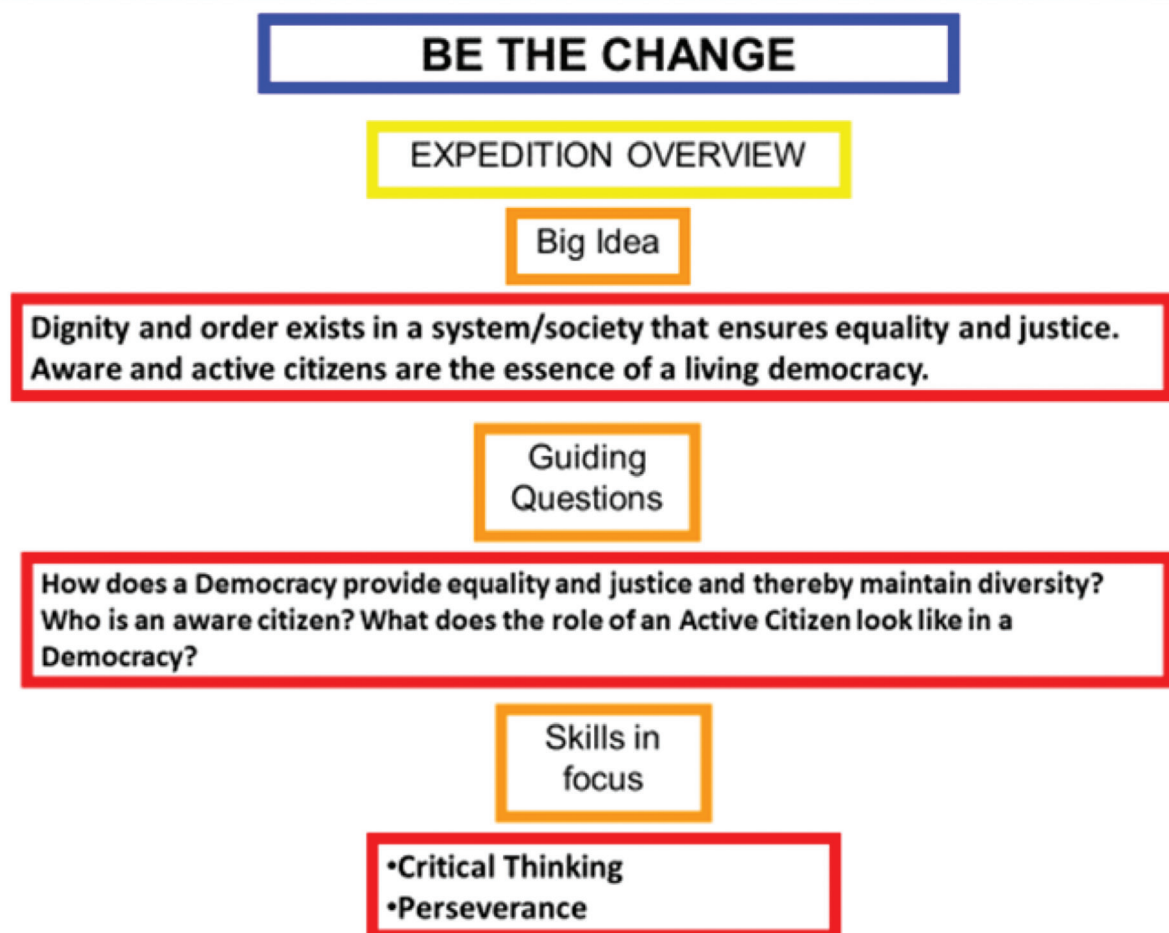 BE THE CHANGE
EXPEDITION OVERVIEW
Big Idea
Dignity and order exists in a system/society that ensures equality and justice.
Aware and active citizens are the essence of a living democracy.
Guiding
Questions
How does a Democracy provide equality and justice and thereby maintain diversity?
Who is an aware citizen? What does the role of an Active Citizen look like in a
Democracy?
Skills in
focus
•Critical Thinking
•Perseverance